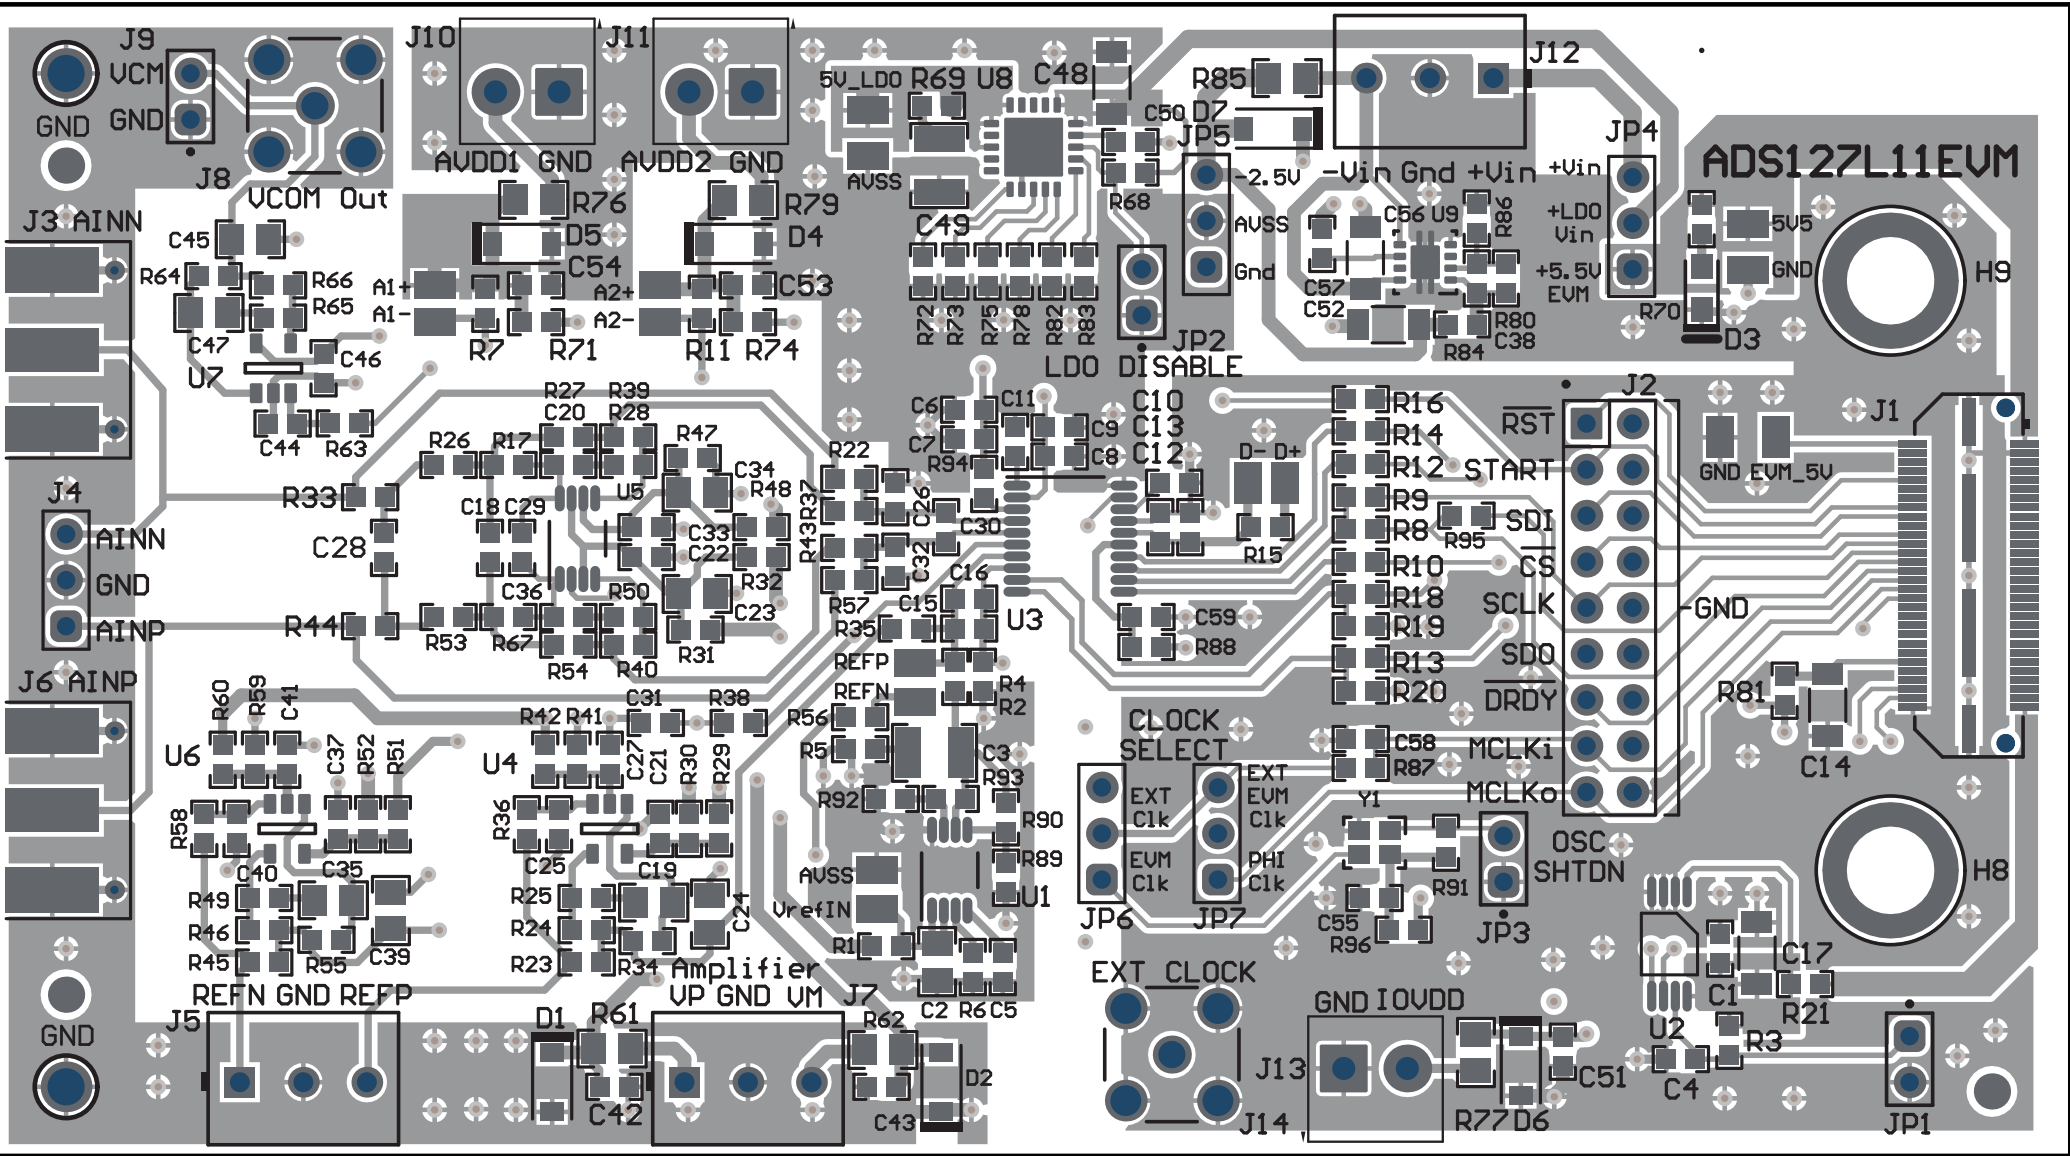 J9
VCM
GND
GND
J8
VCOM Out
J10
AVDD1 GND
J11
AVDD2 GND
5V_LDO
R69
U8
C48
AVSS
C49
C50
D7
R85
J12
JP5
-2.5V
AVSS
Gnd
R68
-Vin Gnd +Vin
JP4
+Vin
+LDO
Vin
+5.5V
EVM
ADS127L11EVM
5V5
GND
H9
R70
D3
J3 AINN
C45
R64
R66
R65
C47
U7
C46
C44
R63
R76
D5
C54
A1+
A1-
R7
R71
R79
D4
C53
A2+
A2-
R11
R74
R72
R73
R75
R78
R82
R83
JP2
LDO DISABLE
C56
U9
R86
C57
C52
R80
C38
R84
R27
R39
C20
R28
R26
R17
R47
C34
R48
U5
C18
C29
C33
C22
R32
C23
C36
R50
R53
R67
R54
R40
R31
R33
C28
R44
J4
AINN
GND
AINP
R22
R37
R43
C26
C32
C30
R57
C6
C7
C11
C9
C8
R94
C10
C13
C12
D- D+
R15
C16
C15
R35
U3
C59
R88
REFP
REFN
R4
R2
R56
R5
C3
R93
R92
R90
R89
U1
AVSS
VrefIN
R1
C2
R6
C5
R16
R14
R12
R9
R8
R10
R18
R19
R13
R20
C58
R87
R95
J2
RST
START
SDI
CS
SCLK
-GND
SDO
DRDY
MCLKi
MCLKo
GND EVM_5V
J1
R81
C14
J6 AINP
R60
R59
C41
U6
C37
R52
R51
R58
C40
C35
R49
R46
R45
R55
C39
REFN GND REFP
J5
GND
R42
R41
C31
R38
U4
C27
C21
R30
R29
R36
C25
C19
R25
R24
R23
R34
C24
Amplifier
VP GND VM
J7
D1
R61
C42
R62
C43
D2
CLOCK
SELECT
EXT
Clk
EVM
Clk
JP6
EXT
EVM
Clk
PHI
Clk
JP7
Y1
R91
C55
R96
OSC
SHTDN
JP3
EXT CLOCK
J14
GND IOVDD
J13
R77
D6
C51
H8
C17
C1
R21
U2
R3
C4
JP1